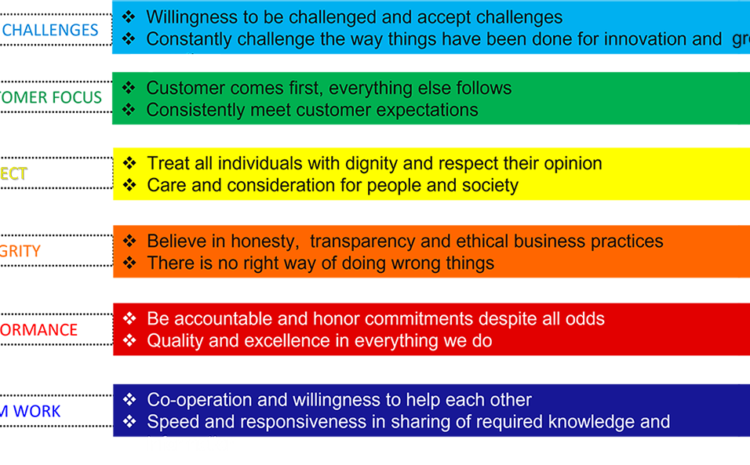 CHALLENGES
❖ Willingness to be challenged and accept challenges
❖ Constantly challenge the way things have been done for innovation and gr
TOMER FOCUS
❖ Customer comes first, everything else follows
❖ Consistently meet customer expectations
ECT
❖ Treat all individuals with dignity and respect their opinion
❖ Care and consideration for people and society
GRITY
❖ Believe in honesty, transparency and ethical business practices
❖ There is no right way of doing wrong things
ORMANCE
❖ Be accountable and honor commitments despite all odds
❖ Quality and excellence in everything we do
M WORK
❖ Co-operation and willingness to help each other
❖ Speed and responsiveness in sharing of required knowledge and